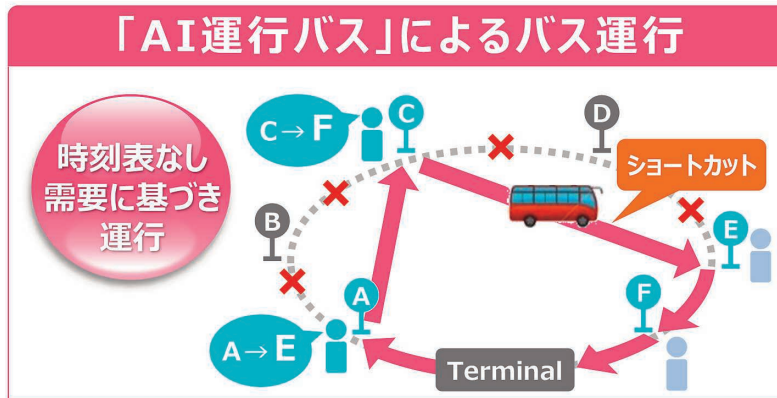 「AI運行バス」によるバス運行
時刻表なし
需要に基づき
運行
C→F
C
D
ショートカット
B
E
A
F
A→E
Terminal